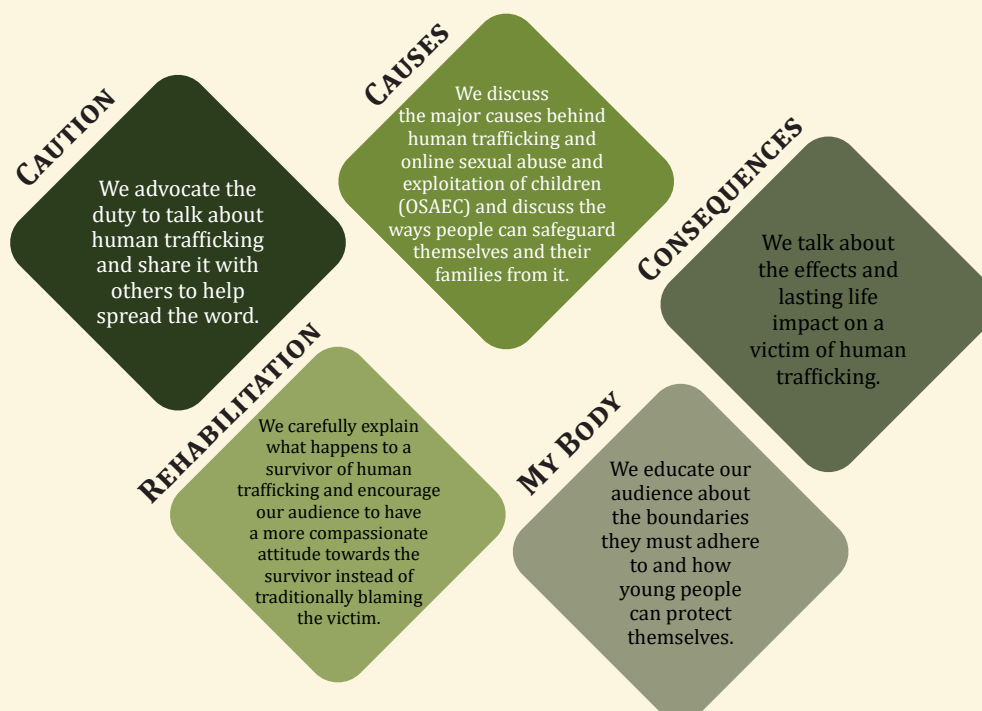 CAUTION
We advocate the
duty to talk about
human trafficking
and share it with
others to help
spread the word.
CAUSES
We discuss
the major causes behind
human trafficking and
online sexual abuse and
exploitation of children
(OSAEC) and discuss the
ways people can safeguard
themselves and their
families from it.
CONSEQUENCES
We talk about
the effects and
lasting life
impact on a
victim of human
trafficking.
REHABILITATION
We carefully explain
what happens to a
survivor of human
trafficking and encourage
our audience to have
a more compassionate
attitude towards the
survivor instead of
traditionally blaming
the victim.
MY BODY
We educate our
audience about
the boundaries
they must adhere
to and how
young people
can protect
themselves.